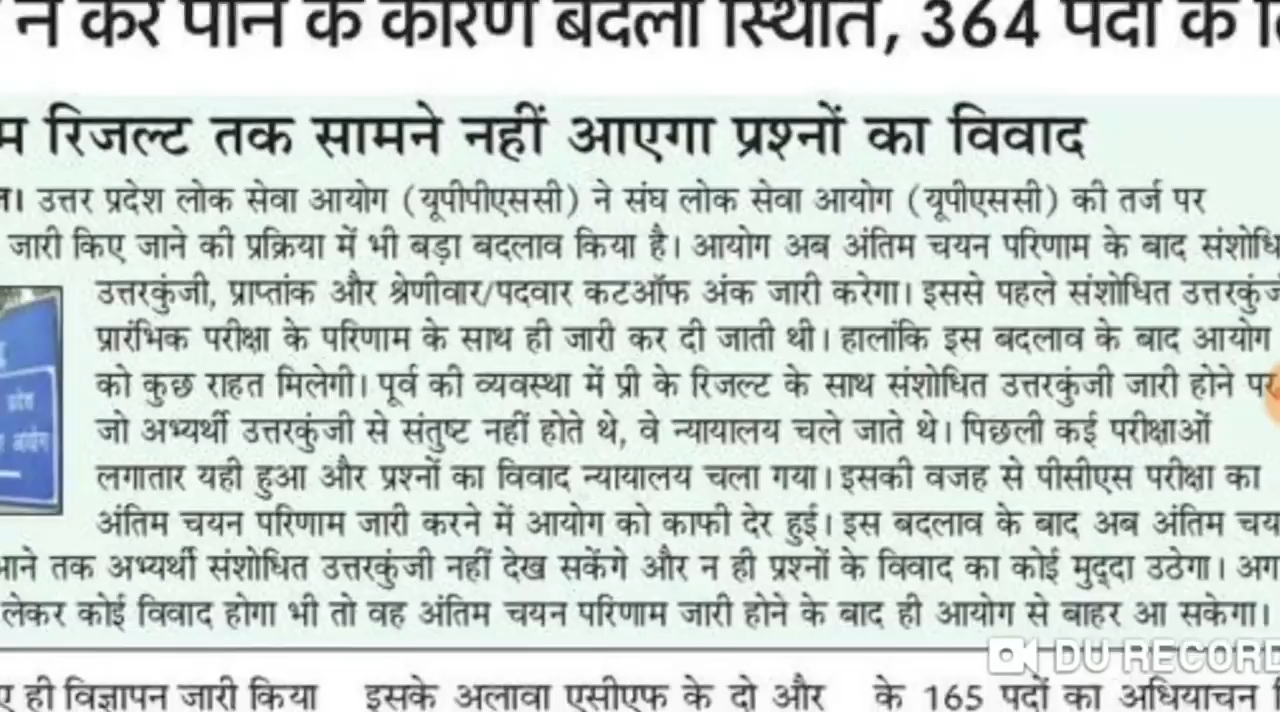 न कर पाने के कारण बदली स्थिति, 364 पदों के
रिजल्ट तक सामने नहीं आएगा प्रश्नों का विवाद
उत्तर प्रदेश लोक सेवा आयोग (यूपीपीएससी) ने संघ लोक सेवा आयोग (यूपीएससी) की तर्ज पर
जारी किए जाने की प्रक्रिया में भी बड़ा बदलाव किया है। आयोग अब अंतिम चयन परिणाम के बाद
उत्तरकुंजी, प्राप्तांक और श्रेणीवार/पदवार कटऑफ अंक जारी करेगा। इससे पहले संशोधित
प्रारंभिक परीक्षा के परिणाम के साथ ही जारी कर दी जाती थी। हालांकि इस बदलाव के बाद आयोग
को कुछ राहत मिलेगी। पूर्व की व्यवस्था में प्री के रिजल्ट के साथ संशोधित उत्तरकुंजी जारी होने पर
प्रदेश
जो अभ्यर्थी उत्तरकुंजी से संतुष्ट नहीं होते थे, वे न्यायालय चले जाते थे। पिछली कई परीक्षाओं
आयोग
लगातार यही हुआ और प्रश्नों का विवाद न्यायालय चला गया। इसकी वजह से पीसीएस परीक्षा का
अंतिम चयन परिणाम जारी करने में आयोग को काफी देर हुई। इस बदलाव के बाद अब अंतिम
आने तक अभ्यर्थी संशोधित उत्तरकुंजी नहीं देख सकेंगे और न ही प्रश्नों के विवाद का कोई मुद्दा उठेगा।
लेकर कोई विवाद होगा भी तो वह अंतिम चयन परिणाम जारी होने के बाद ही आयोग से बाहर आ सकेगा।
DU RECORD
ही विज्ञापन जारी किया
इसके अलावा एसीएफ के दो और
के 165 पदों का अधियाचन